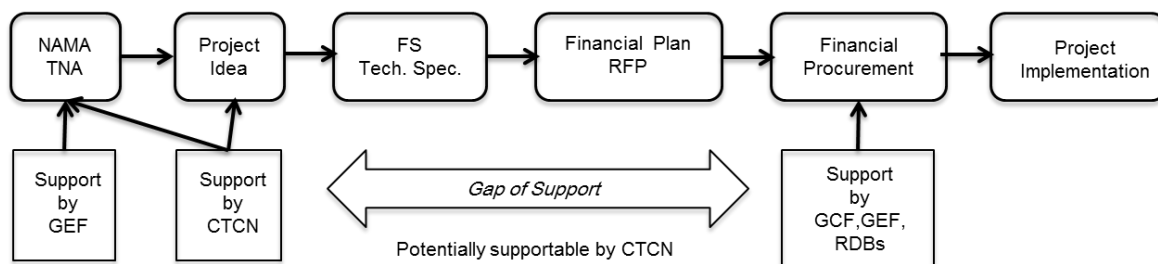 NAMA
TNA
Project
Idea
FS
Tech. Spec.
Financial Plan
RFP
Financial
Procurement
Project
Implementation
Support
by
GEF
Support
by
CTCN
Gap of Support
Potentially supportable by CTCN
Support
by
GCF,GEF,
RDBs